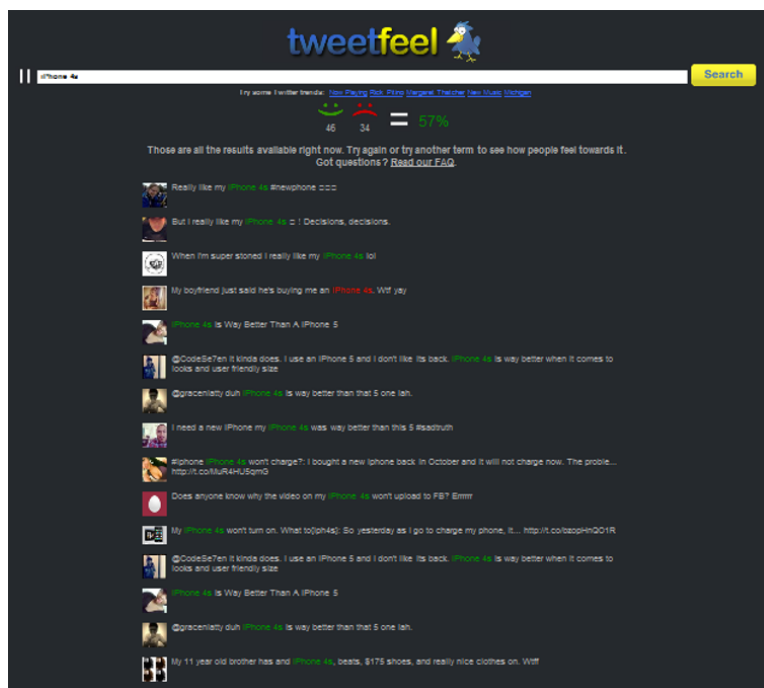 tweetfeel
iPhone 4s
Search
Try some Twitter trends: Now Playing Rick Pitino Margaret Thatcher New Music Michigan
46 34 = 57%
Those are all the results available right now. Try again or try another term to see how people feel towards it.
Got questions? Read our FAQ.
Really like my iPhone 4s #newphone
But I really like my iPhone 4s ! Decisions, decisions.
When I'm super stoned I really like my iPhone 4s lol
My boyfriend just said he's buying me an iPhone 4s. Wtf yay
iPhone 4s Is Way Better Than A iPhone 5
@CodeSe7en It kinda does. I use an iPhone 5 and I don't like its back. iPhone 4s is way better when it comes to
looks and user friendly size
@gracenlatty duh iPhone 4s is way better than that 5 one lah.
I need a new iPhone my iPhone 4s was way better than this 5 #sadtruth
#Iphone iPhone 4s won't charge?: I bought a new Iphone back in October and it will not charge now. The proble...
http://t.co/MuR4HU5qmG
Does anyone know why the video on my iPhone 4s won't upload to FB? Errrrr
My iPhone 4s won't turn on. What to[iph4s]: So yesterday as I go to charge my phone, it... http://t.co/bzopHnQO1R
@CodeSe7en It kinda does. I use an iPhone 5 and I don't like its back. iPhone 4s is way better when it comes to
looks and user friendly size
iPhone 4s Is Way Better Than A iPhone 5
@gracenlatty duh iPhone 4s is way better than that 5 one lah.
My 11 year old brother has and iPhone 4s, beats, $175 shoes, and really nice clothes on. Wtff